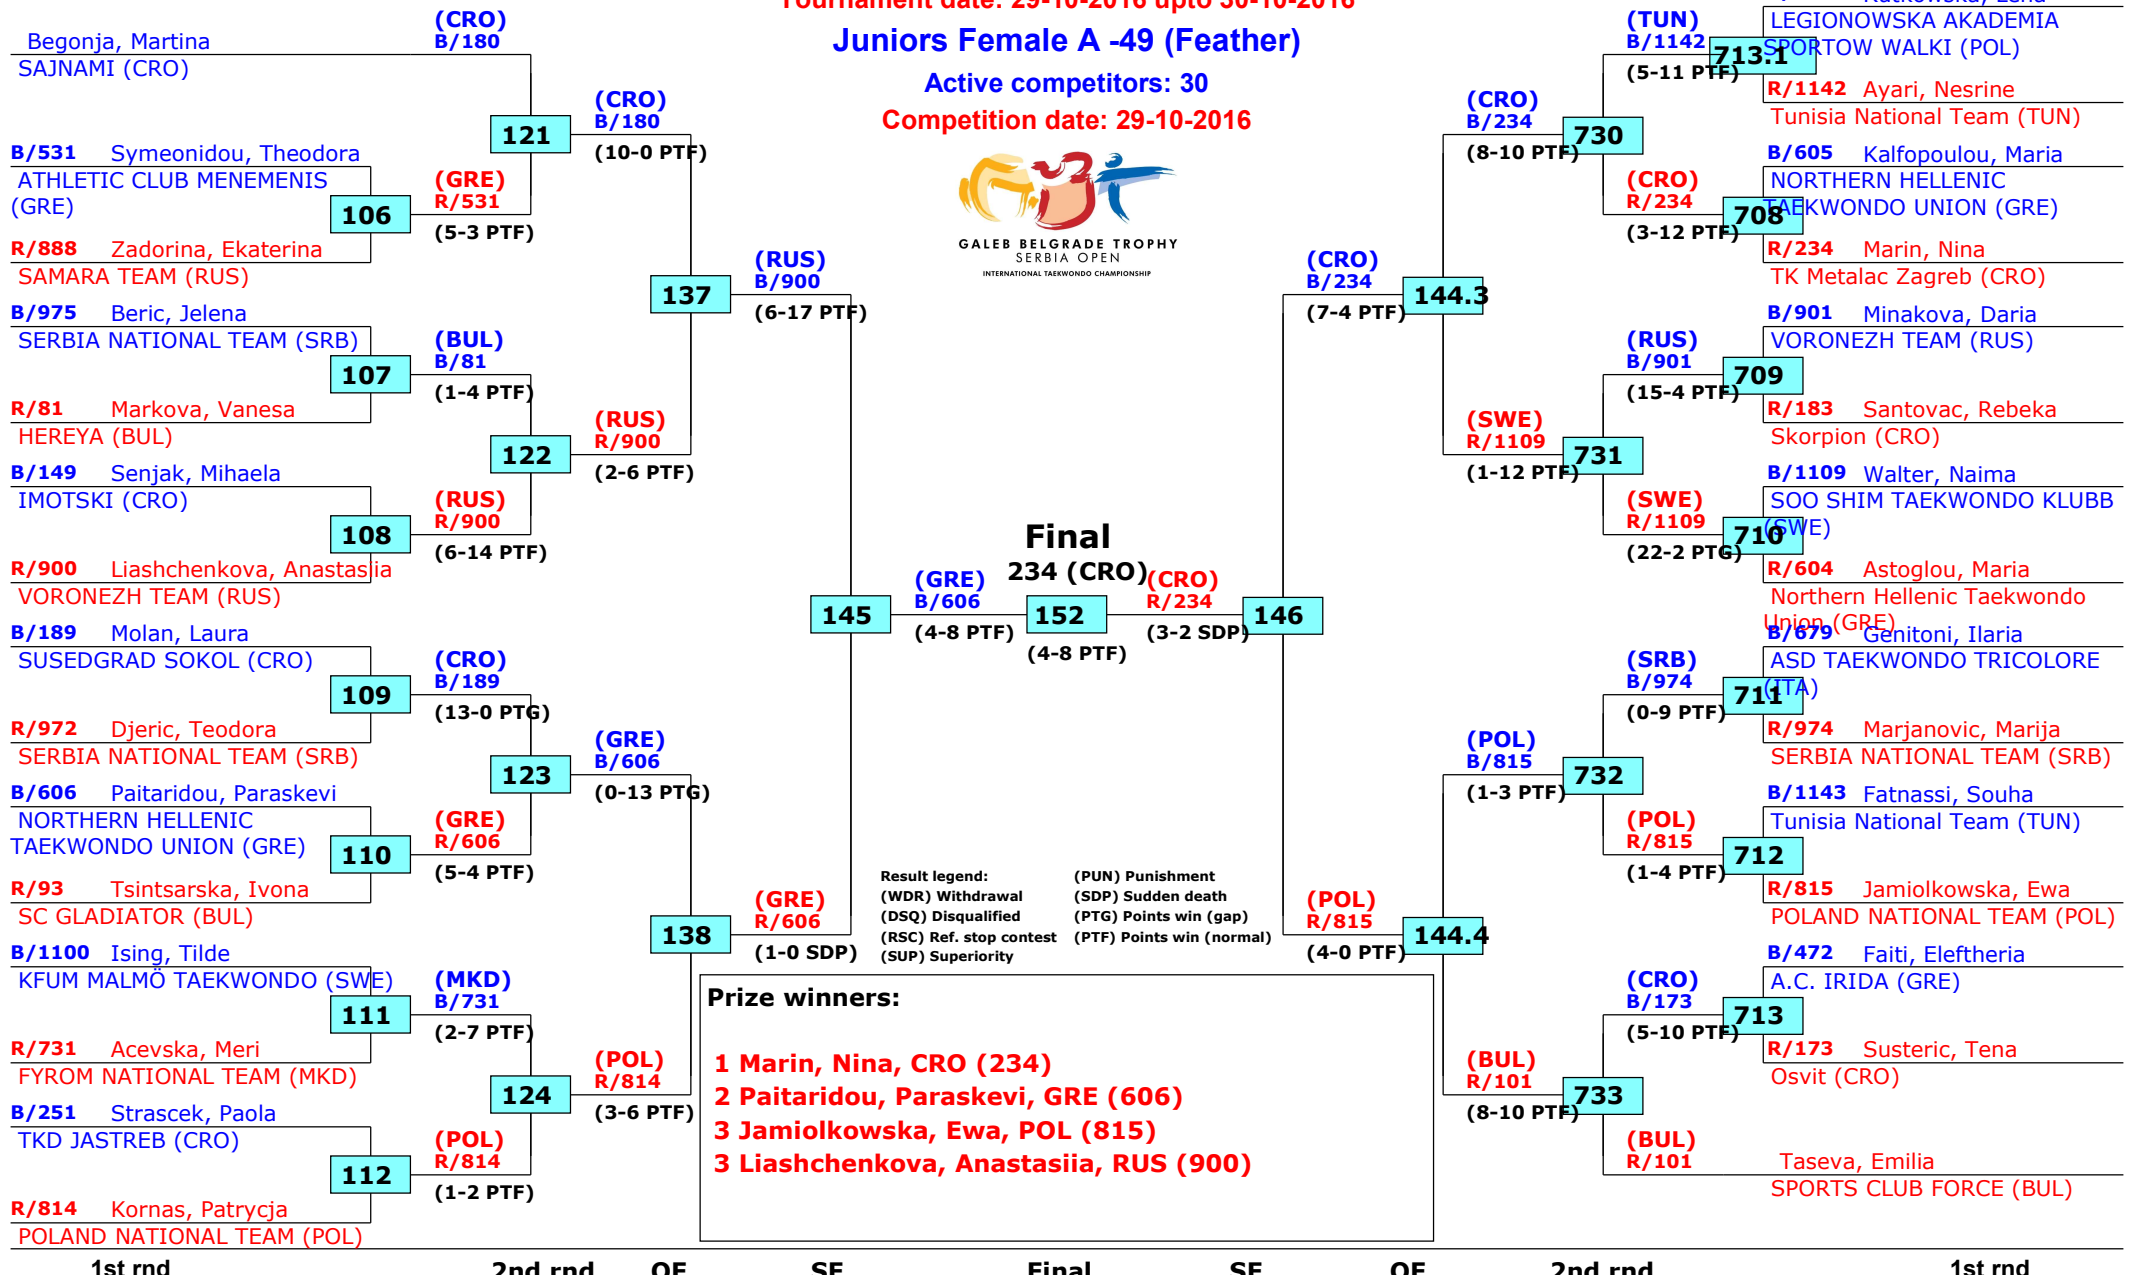 Tournament date: 29-10-2016 upto 30-10-2016
Juniors Female A -49 (Feather)
Active competitors: 30
Competition date: 29-10-2016
GALEB BELGRADE TROPHY
SERBIA OPEN
INTERNATIONAL TAEKWONDO CHAMPIONSHIP
Begonja, Martina
SAJNAMI (CRO)
B/531 Symeonidou, Theodora
ATHLETIC CLUB MENEMENIS
(GRE)
106
R/888 Zadorina, Ekaterina
SAMARA TEAM (RUS)
B/975 Beric, Jelena
SERBIA NATIONAL TEAM (SRB)
107
R/81 Markova, Vanesa
HEREYA (BUL)
B/149 Senjak, Mihaela
IMOTSKI (CRO)
108
R/900 Liashchenkova, Anastasiia
VORONEZH TEAM (RUS)
B/189 Molan, Laura
SUSEDGRAD SOKOL (CRO)
109
R/972 Djeric, Teodora
SERBIA NATIONAL TEAM (SRB)
B/606 Paitaridou, Paraskevi
NORTHERN HELLENIC
TAEKWONDO UNION (GRE)
110
R/93 Tsintsarska, Ivona
SC GLADIATOR (BUL)
B/1100 Ising, Tilde
KFUM MALMÖ TAEKWONDO (SWE)
111
R/731 Acevska, Meri
FYROM NATIONAL TEAM (MKD)
B/251 Strascek, Paola
TKD JASTREB (CRO)
112
R/814 Kornas, Patrycja
POLAND NATIONAL TEAM (POL)
(CRO)
B/180
121
(GRE)
R/531
(5-3 PTF)
(BUL)
B/81
(1-4 PTF)
122
(RUS)
R/900
(6-14 PTF)
(CRO)
B/189
(13-0 PTG)
123
(GRE)
R/606
(5-4 PTF)
(MKD)
B/731
(2-7 PTF)
124
(POL)
R/814
(1-2 PTF)
(CRO)
B/180
(10-0 PTF)
137
(RUS)
R/900
(2-6 PTF)
(GRE)
B/606
(0-13 PTG)
138
(POL)
R/814
(3-6 PTF)
(RUS)
B/900
(6-17 PTF)
145
(GRE)
R/606
(1-0 SDP)
(GRE)
B/606
(4-8 PTF)
Final
234 (CRO)
152
(4-8 PTF)
(CRO)
R/234
(3-2 SDP)
146
(CRO)
B/234
(7-4 PTF)
(POL)
R/815
(4-0 PTF)
144.3
144.4
(CRO)
B/234
(8-10 PTF)
(SWE)
R/1109
(1-12 PTF)
(POL)
B/815
(1-3 PTF)
(BUL)
R/101
(8-10 PTF)
730
731
732
733
(TUN)
B/1142
(5-11 PTF)
(CRO)
R/234
(3-12 PTF)
(RUS)
B/901
(15-4 PTF)
(SWE)
R/1109
(22-2 PTG)
(SRB)
B/974
(0-9 PTF)
(POL)
R/815
(1-4 PTF)
(CRO)
B/173
(5-10 PTF)
(BUL)
R/101
LEGIONOWSKA AKADEMIA
SPORTOW WALKI (POL)
713.1
R/1142 Ayari, Nesrine
Tunisia National Team (TUN)
B/605 Kalfopoulou, Maria
NORTHERN HELLENIC
TAEKWONDO UNION (GRE)
708
R/234 Marin, Nina
TK Metalac Zagreb (CRO)
B/901 Minakova, Daria
VORONEZH TEAM (RUS)
709
R/183 Santovac, Rebeka
Skorpion (CRO)
B/1109 Walter, Naima
SOO SHIM TAEKWONDO KLUBB
(SWE)
710
R/604 Astoglou, Maria
Northern Hellenic Taekwondo
Union (GRE)
B/679 Genitoni, Ilaria
ASD TAEKWONDO TRICOLORE
(ITA)
711
R/974 Marjanovic, Marija
SERBIA NATIONAL TEAM (SRB)
B/1143 Fatnassi, Souha
Tunisia National Team (TUN)
712
R/815 Jamiolkowska, Ewa
POLAND NATIONAL TEAM (POL)
B/472 Faiti, Eleftheria
A.C. IRIDA (GRE)
713
R/173 Susteric, Tena
Osvit (CRO)
Taseva, Emilia
SPORTS CLUB FORCE (BUL)
Result legend: (PUN) Punishment
(WDR) Withdrawal (SDP) Sudden death
(DSQ) Disqualified (PTG) Points win (gap)
(RSC) Ref. stop contest (PTF) Points win (normal)
(SUP) Superiority
Prize winners:
1 Marin, Nina, CRO (234)
2 Paitaridou, Paraskevi, GRE (606)
3 Jamiolkowska, Ewa, POL (815)
3 Liashchenkova, Anastasiia, RUS (900)
1st rnd 2nd rnd QF SF Final SF QF 2nd rnd 1st rnd